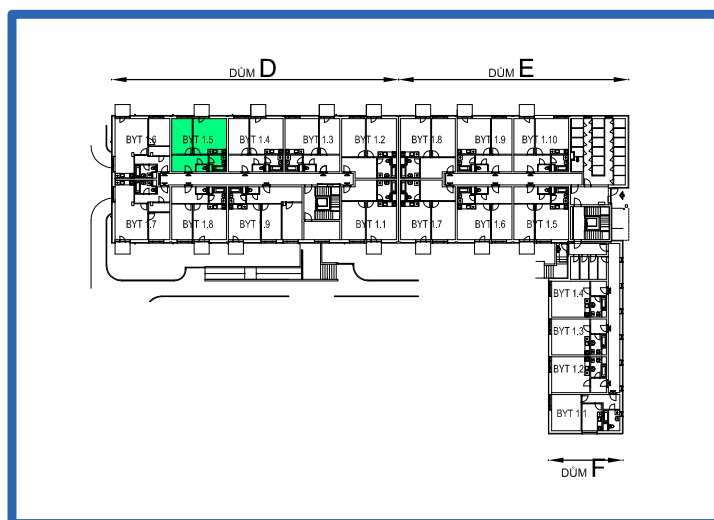 DŮM D
DŮM E
BYT 1.6
BYT 1.5
BYT 1.4
BYT 1.3
BYT 1.2
BYT 1.8
BYT 1.9
BYT 1.10
BYT 1.7
BYT 1.8
BYT 1.9
BYT 1.1
BYT 1.7
BYT 1.6
BYT 1.5
BYT 1.4
BYT 1.3
BYT 1.2
BYT 1.1
DŮM F